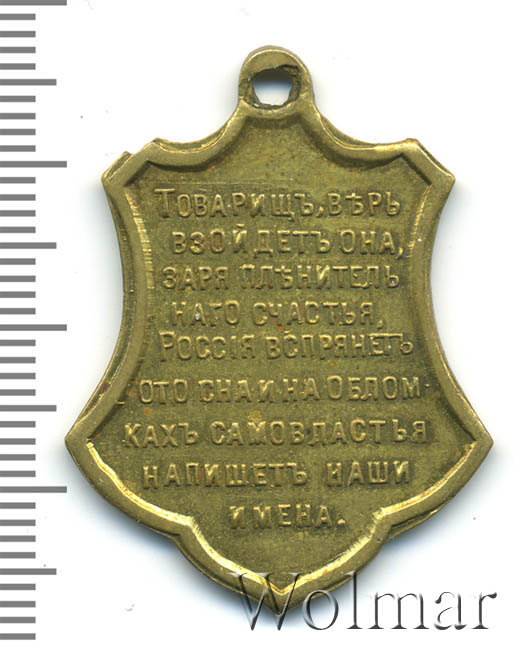 ТОВАРИЩЪ, ВѢРЬ
ВЗОЙДЕТЪ ОНА,
ЗАРЯ ПЛѢНИТЕЛЬ
НАГО СЧАСТЬЯ,
РОССІЯ ВСПРЯНЕТЪ
ОТО СНА И НА ОБЛОМ-
КАХЪ САМОВЛАСТЬЯ
НАПИШЕТЪ НАШИ
ИМЕНА.
Wolmar